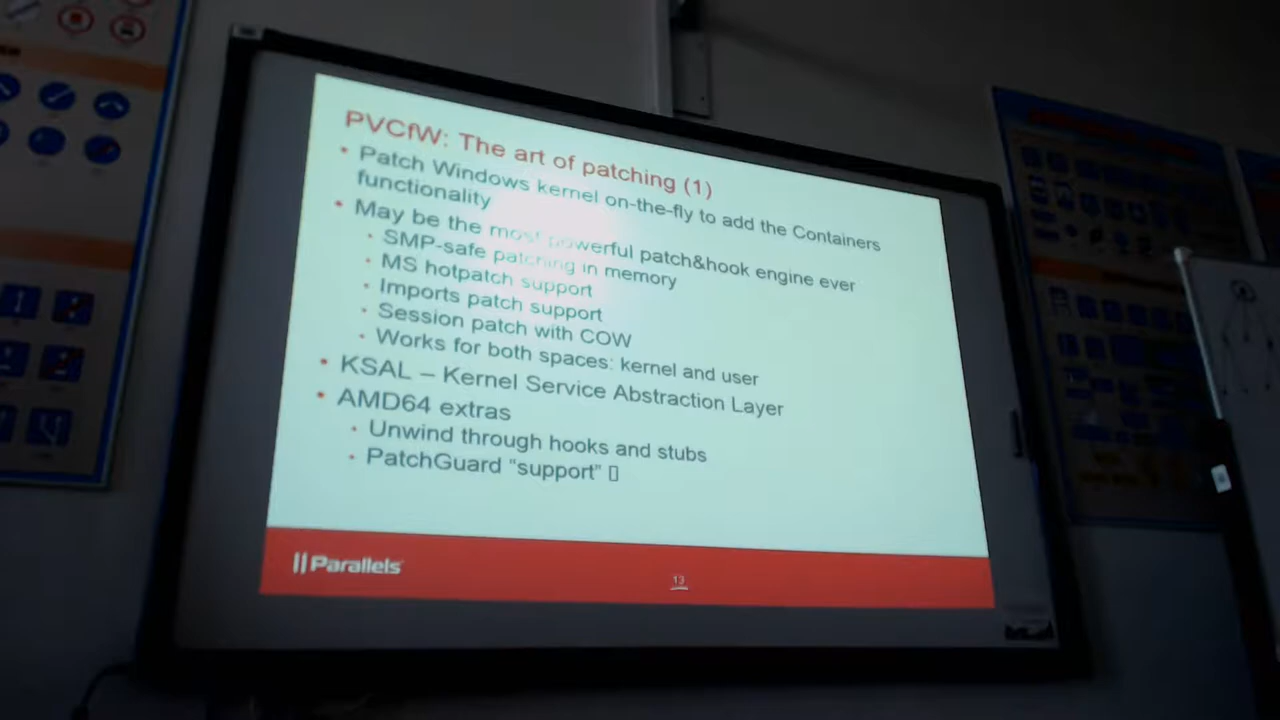 PVCfW: The art of patching (1)
• Patch Windows kernel on-the-fly to add the Containers
functionality
• May be the most powerful patch&hook engine ever
• SMP-safe patching in memory
• MS hotpatch support
• Imports patch support
• Session patch with COW
• Works for both spaces: kernel and user
• KSAL – Kernel Service Abstraction Layer
• AMD64 extras
• Unwind through hooks and stubs
• PatchGuard "support" ▯
Parallels
13